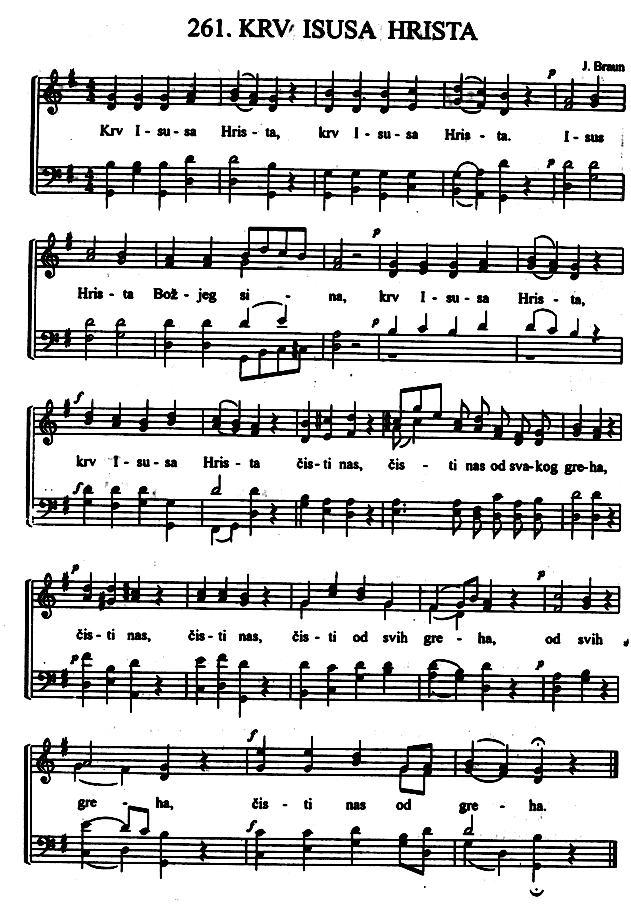 261. KRV ISUSA HRISTA
J. Braun
p
Krv I - su - sa Hris - ta, krv I - su - sa Hris - ta. I - sus
p
p
Hris - ta Bož - jeg si - na, krv I - su - sa Hris - ta,
p
f
krv I - su - sa Hris - ta čis - ti nas, čis - ti nas od sva - kog gre - ha,
f
p
p
čis - ti nas, čis - ti nas, čis - ti od svih gre - ha, od svih
p
p
f
gre - ha, čis - ti nas od gre - ha.
f